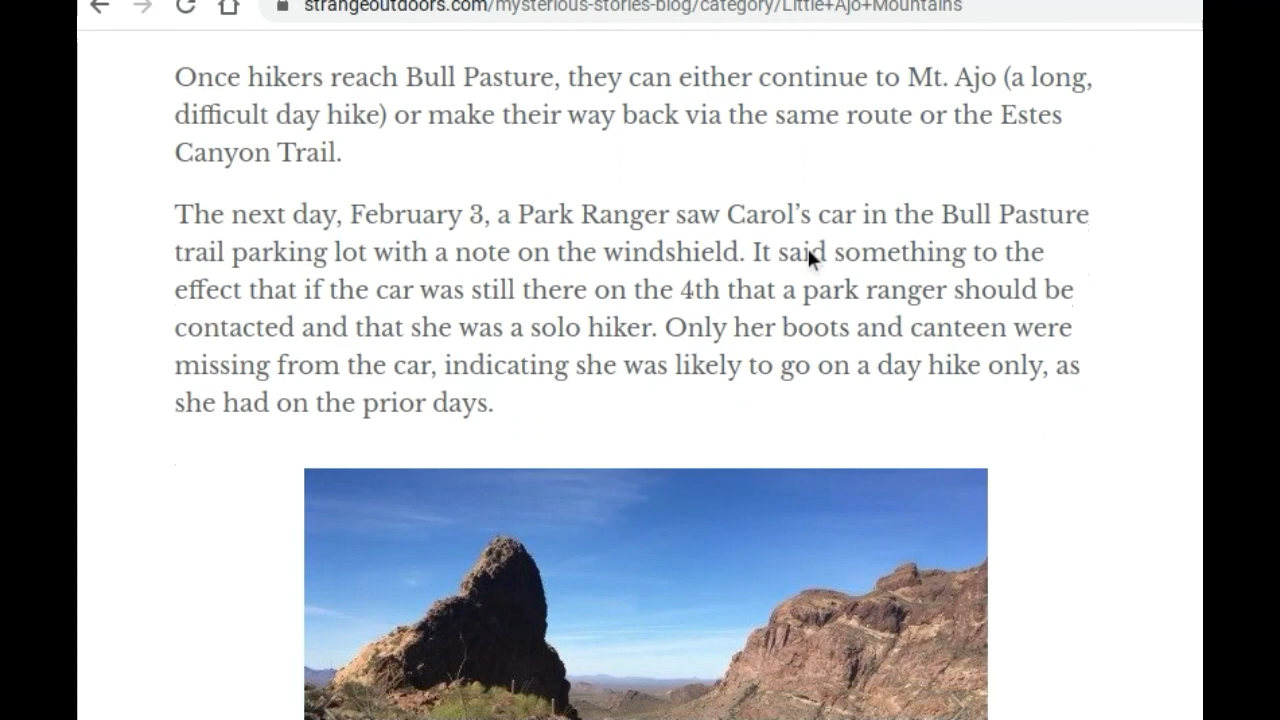 strangeoutdoors.com/mysterious-stories-blog/category/Little+Ajo+Mountains
Once hikers reach Bull Pasture, they can either continue to Mt. Ajo (a long,
difficult day hike) or make their way back via the same route or the Estes
Canyon Trail.
The next day, February 3, a Park Ranger saw Carol’s car in the Bull Pasture
trail parking lot with a note on the windshield. It said something to the
effect that if the car was still there on the 4th that a park ranger should be
contacted and that she was a solo hiker. Only her boots and canteen were
missing from the car, indicating she was likely to go on a day hike only, as
she had on the prior days.